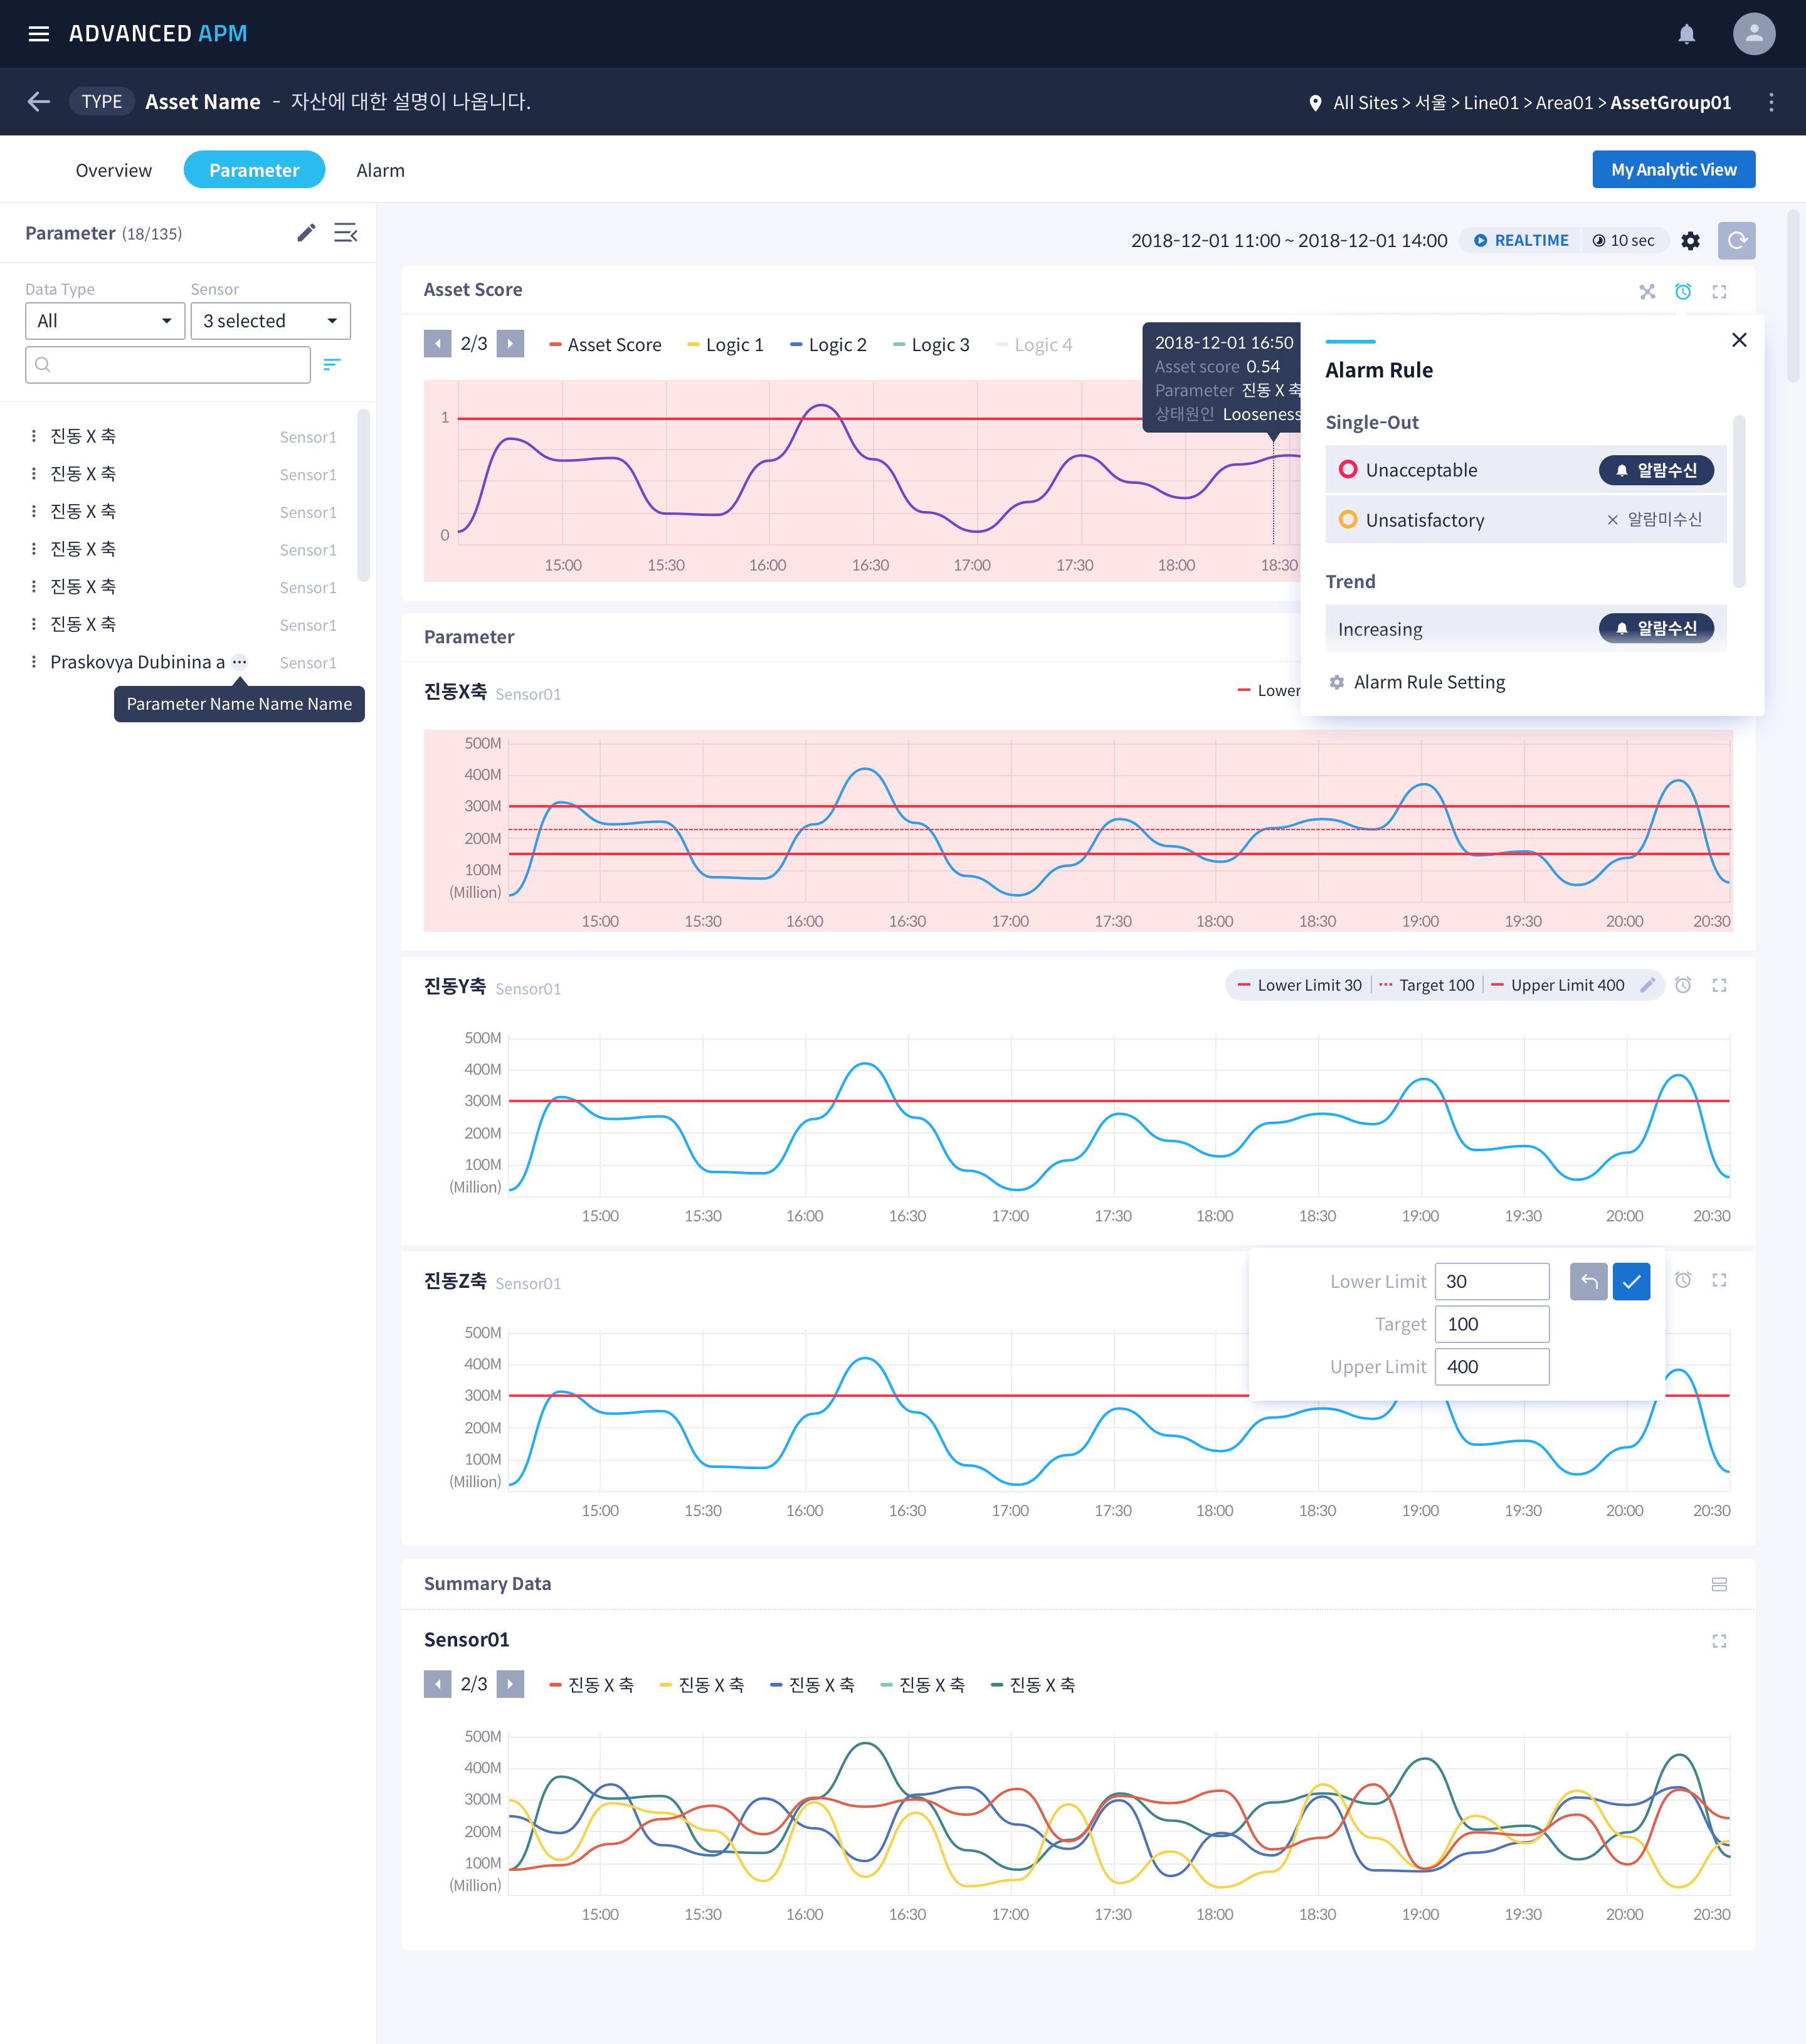 ADVANCED APM
TYPE Asset Name - 자산에 대한 설명이 나옵니다.
All Sites > 서울 > Line01 > Area01 > AssetGroup01
Overview Parameter Alarm
My Analytic View
Parameter (18/135)
Data Type Sensor
All 3 selected
진동 X 축 Sensor1
진동 X 축 Sensor1
진동 X 축 Sensor1
진동 X 축 Sensor1
진동 X 축 Sensor1
진동 X 축 Sensor1
Praskovya Dubinina a ... Sensor1
Parameter Name Name Name
2018-12-01 11:00 ~ 2018-12-01 14:00 REALTIME 10 sec
Asset Score
2/3 Asset Score Logic 1 Logic 2 Logic 3 Logic 4
2018-12-01 16:50
Asset score 0.54
Parameter 진동 X 축
상태원인 Looseness
1
0
15:00 15:30 16:00 16:30 17:00 17:30 18:00 18:30
Alarm Rule
Single-Out
Unacceptable 알람수신
Unsatisfactory 알람미수신
Trend
Increasing 알람수신
Alarm Rule Setting
Parameter
진동X축 Sensor01
Lower
500M
400M
300M
200M
100M
(Million)
15:00 15:30 16:00 16:30 17:00 17:30 18:00 18:30 19:00 19:30 20:00 20:30
진동Y축 Sensor01
Lower Limit 30 Target 100 Upper Limit 400
500M
400M
300M
200M
100M
(Million)
15:00 15:30 16:00 16:30 17:00 17:30 18:00 18:30 19:00 19:30 20:00 20:30
진동Z축 Sensor01
Lower Limit 30
Target 100
Upper Limit 400
500M
400M
300M
200M
100M
(Million)
15:00 15:30 16:00 16:30 17:00 17:30 18:00 18:30 19:00 19:30 20:00 20:30
Summary Data
Sensor01
2/3 진동 X 축 진동 X 축 진동 X 축 진동 X 축 진동 X 축
500M
400M
300M
200M
100M
(Million)
15:00 15:30 16:00 16:30 17:00 17:30 18:00 18:30 19:00 19:30 20:00 20:30